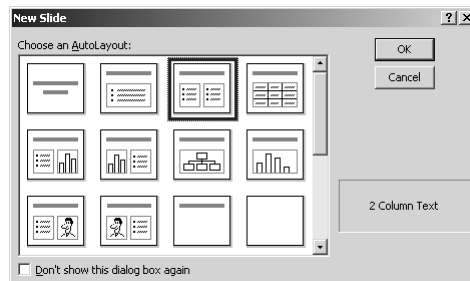 New Slide
Choose an AutoLayout:
OK
Cancel
2 Column Text
Don't show this dialog box again